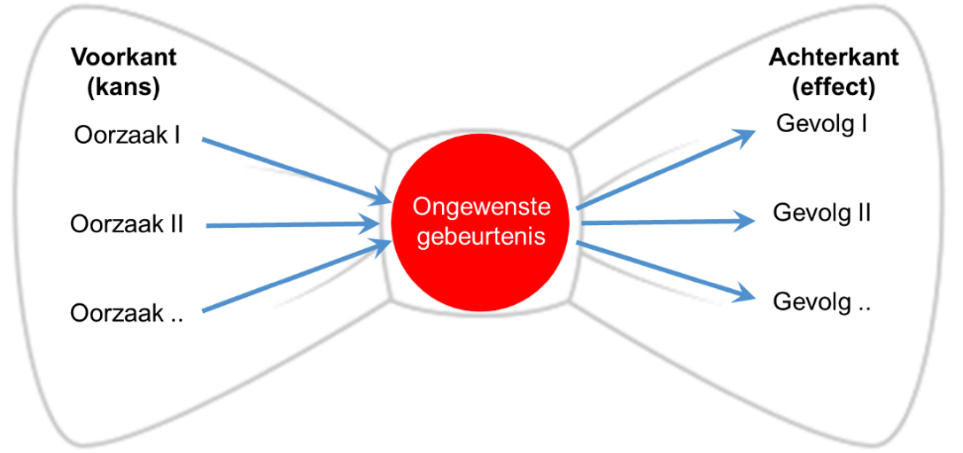 Voorkant
(kans)
Oorzaak I
Oorzaak II
Oorzaak ..
Ongewenste
gebeurtenis
Achterkant
(effect)
Gevolg I
Gevolg II
Gevolg ..